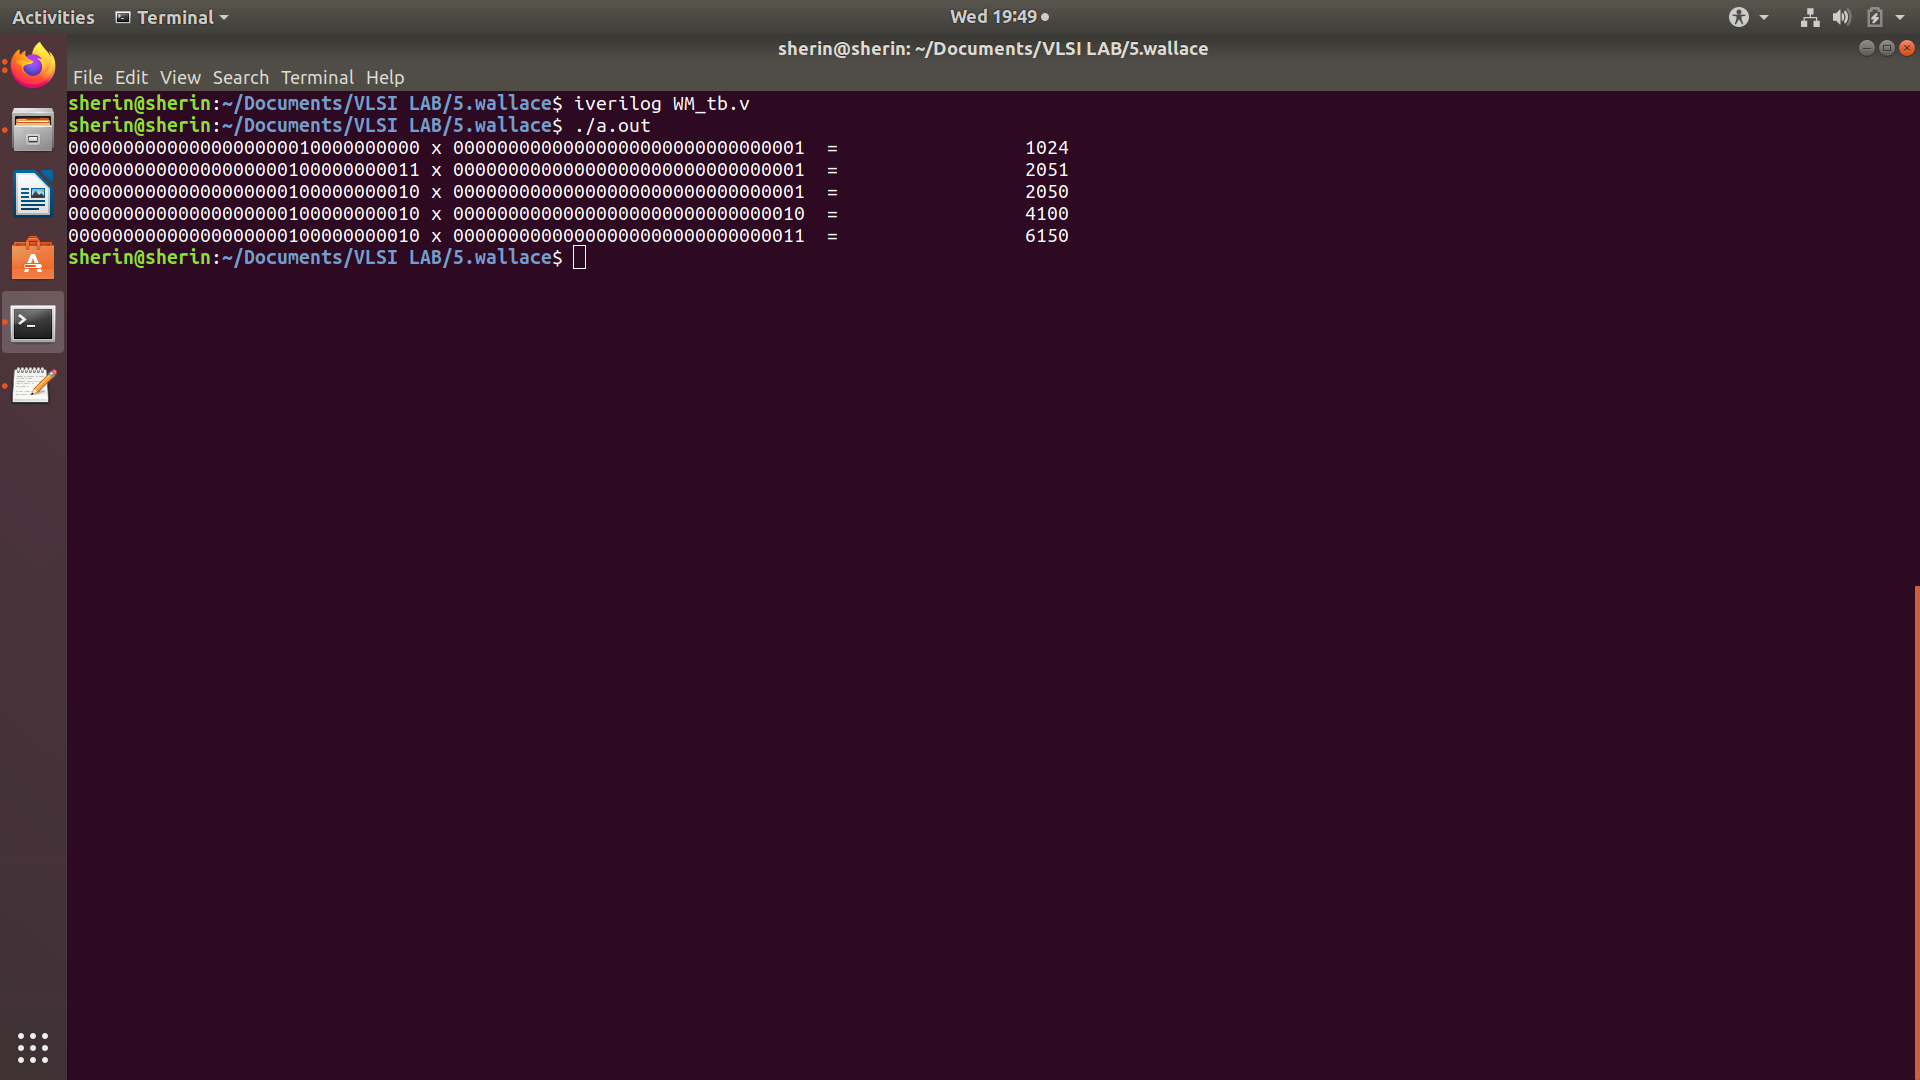 Activities Terminal Wed 19:49
sherin@sherin: ~/Documents/VLSI LAB/5.wallace
File Edit View Search Terminal Help
sherin@sherin:~/Documents/VLSI LAB/5.wallace$ iverilog WM_tb.v
sherin@sherin:~/Documents/VLSI LAB/5.wallace$ ./a.out
00000000000000000000010000000000 x 00000000000000000000000000000001  =                 1024
00000000000000000000100000000011 x 00000000000000000000000000000001  =                 2051
00000000000000000000100000000010 x 00000000000000000000000000000001  =                 2050
00000000000000000000100000000010 x 00000000000000000000000000000010  =                 4100
00000000000000000000100000000010 x 00000000000000000000000000000011  =                 6150
sherin@sherin:~/Documents/VLSI LAB/5.wallace$